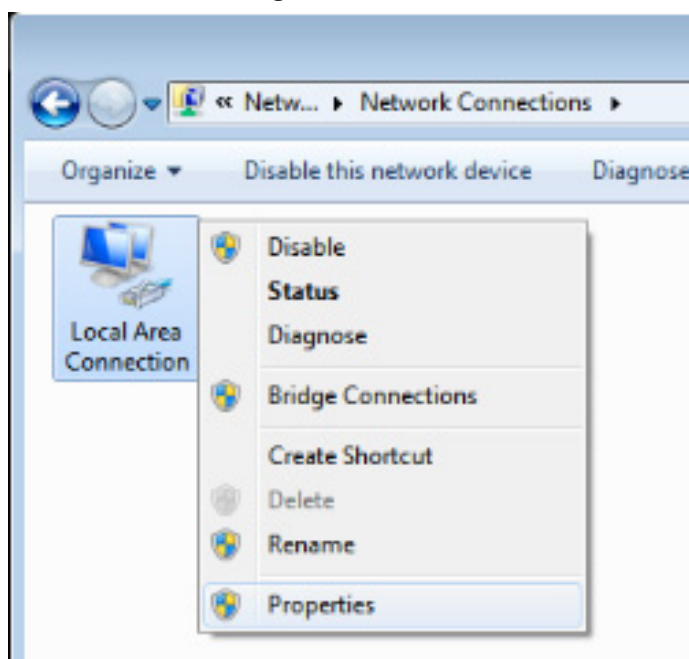 « Netw... ▸ Network Connections ▸
Organize ▾ Disable this network device Diagnose
Local Area
Connection
Disable
Status
Diagnose
Bridge Connections
Create Shortcut
Delete
Rename
Properties